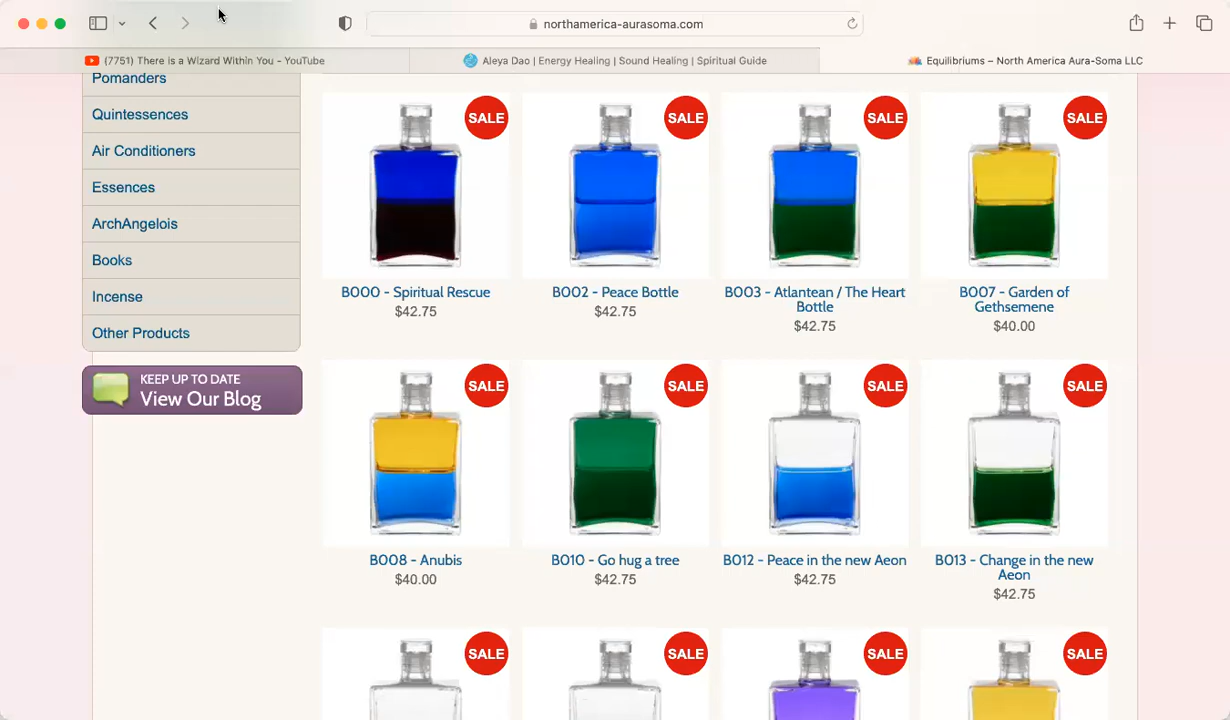 northamerica-aurasoma.com
(7751) There is a Wizard Within You – YouTube
Aleya Dao | Energy Healing | Sound Healing | Spiritual Guide
Equilibriums – North America Aura-Soma LLC
Pomanders
Quintessences
Air Conditioners
Essences
ArchAngelois
Books
Incense
Other Products
KEEP UP TO DATE
View Our Blog
SALE
SALE
SALE
SALE
B000 - Spiritual Rescue
$42.75
B002 - Peace Bottle
$42.75
B003 - Atlantean / The Heart
Bottle
$42.75
B007 - Garden of
Gethsemene
$40.00
SALE
SALE
SALE
SALE
B008 - Anubis
$40.00
B010 - Go hug a tree
$42.75
B012 - Peace in the new Aeon
$42.75
B013 - Change in the new
Aeon
$42.75
SALE
SALE
SALE
SALE